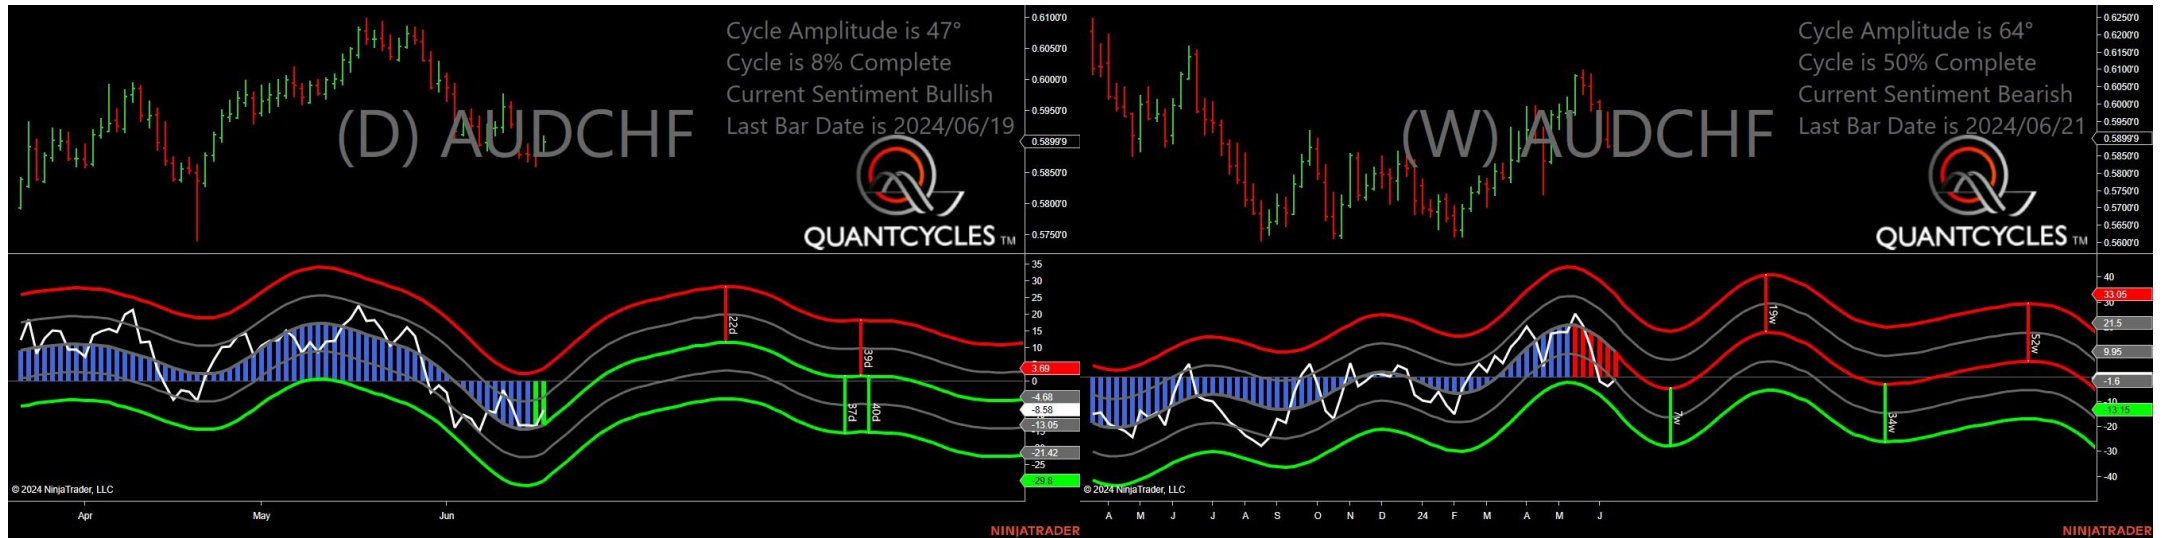 Cycle Amplitude is 47°
Cycle is 8% Complete
Current Sentiment Bullish
Last Bar Date is 2024/06/19
(D) AUDCHF
QUANTCYCLES TM
0.6100'0
0.6050'0
0.6000'0
0.5950'0
0.5899'9
0.5850'0
0.5800'0
0.5750'0
35
30
25
20
15
10
3.69
0
-4.68
-8.58
-13.05
-21.42
-25
-29.8
22d
39d
37d
40d
© 2024 NinjaTrader, LLC
Apr
May
Jun
NINJATRADER
Cycle Amplitude is 64°
Cycle is 50% Complete
Current Sentiment Bearish
Last Bar Date is 2024/06/21
(W) AUDCHF
QUANTCYCLES TM
0.6250'0
0.6200'0
0.6150'0
0.6100'0
0.6050'0
0.6000'0
0.5950'0
0.5899'9
0.5850'0
0.5800'0
0.5750'0
0.5700'0
0.5650'0
0.5600'0
40
33.05
30
21.5
9.95
-1.6
-10
-13.15
-20
-30
-40
19w
52w
7w
34w
© 2024 NinjaTrader, LLC
A
M
J
J
A
S
O
N
D
24
F
M
A
M
J
NINJATRADER